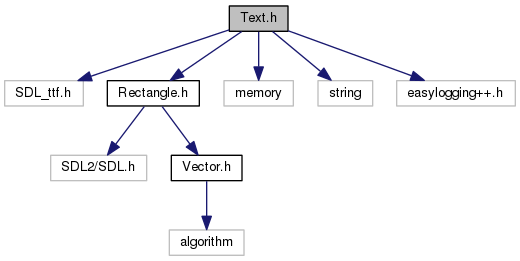 Text.h
SDL_ttf.h
Rectangle.h
memory
string
easylogging++.h
SDL2/SDL.h
Vector.h
algorithm